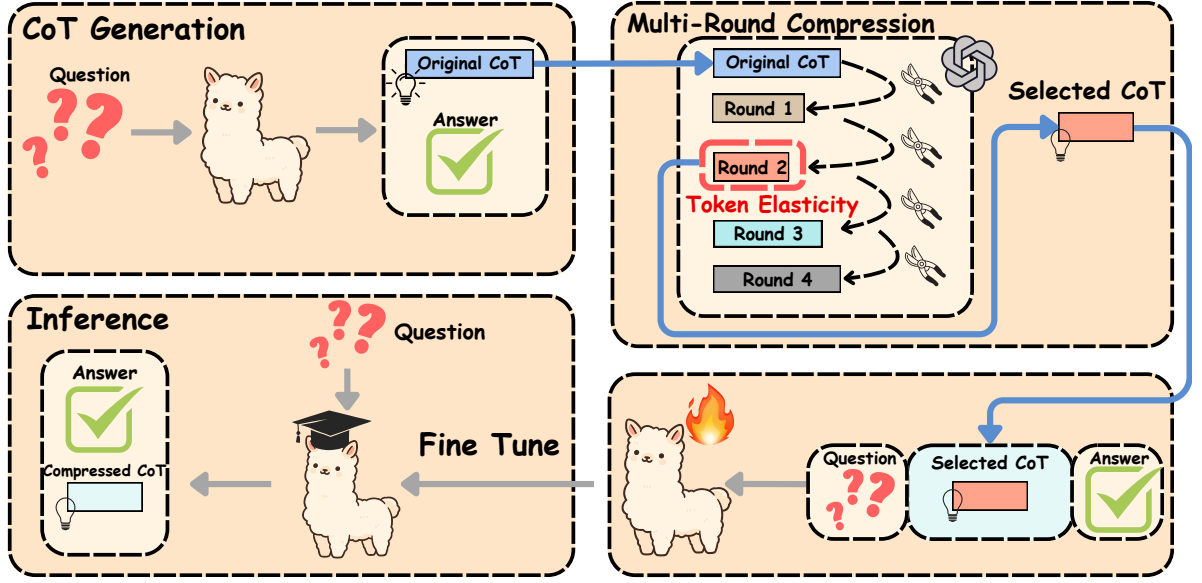 CoT Generation
Question
Original CoT
Answer
Multi-Round Compression
Original CoT
Round 1
Round 2
Token Elasticity
Round 3
Round 4
Selected CoT
Inference
Question
Answer
Compressed CoT
Fine Tune
Question
Selected CoT
Answer